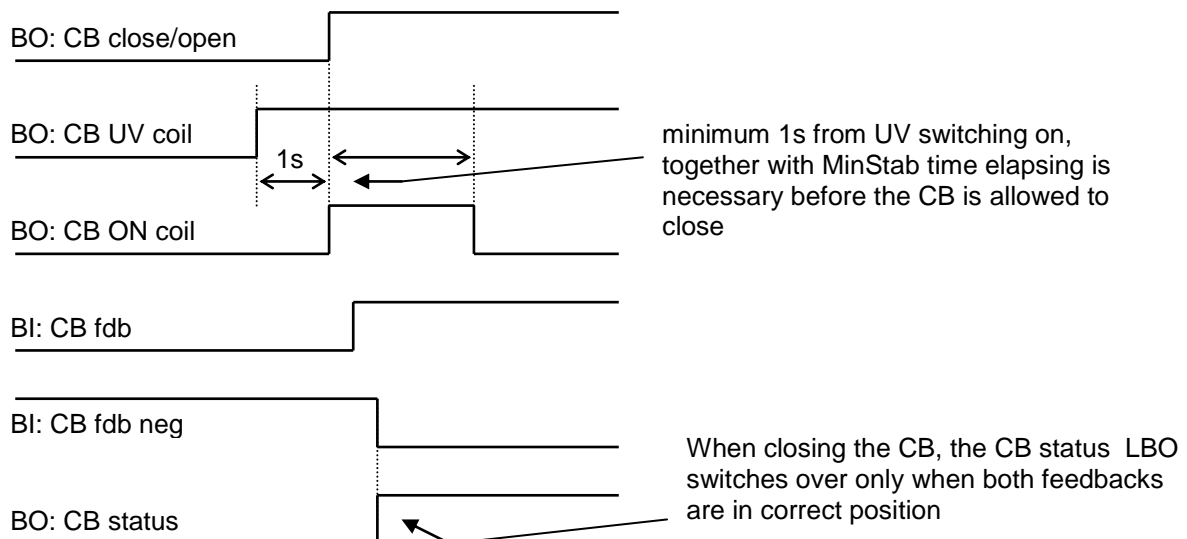 BO: CB close/open
BO: CB UV coil
1s
minimum 1s from UV switching on,
together with MinStab time elapsing is
necessary before the CB is allowed to
close
BO: CB ON coil
BI: CB fdb
BI: CB fdb neg
When closing the CB, the CB status LBO
switches over only when both feedbacks
are in correct position
BO: CB status